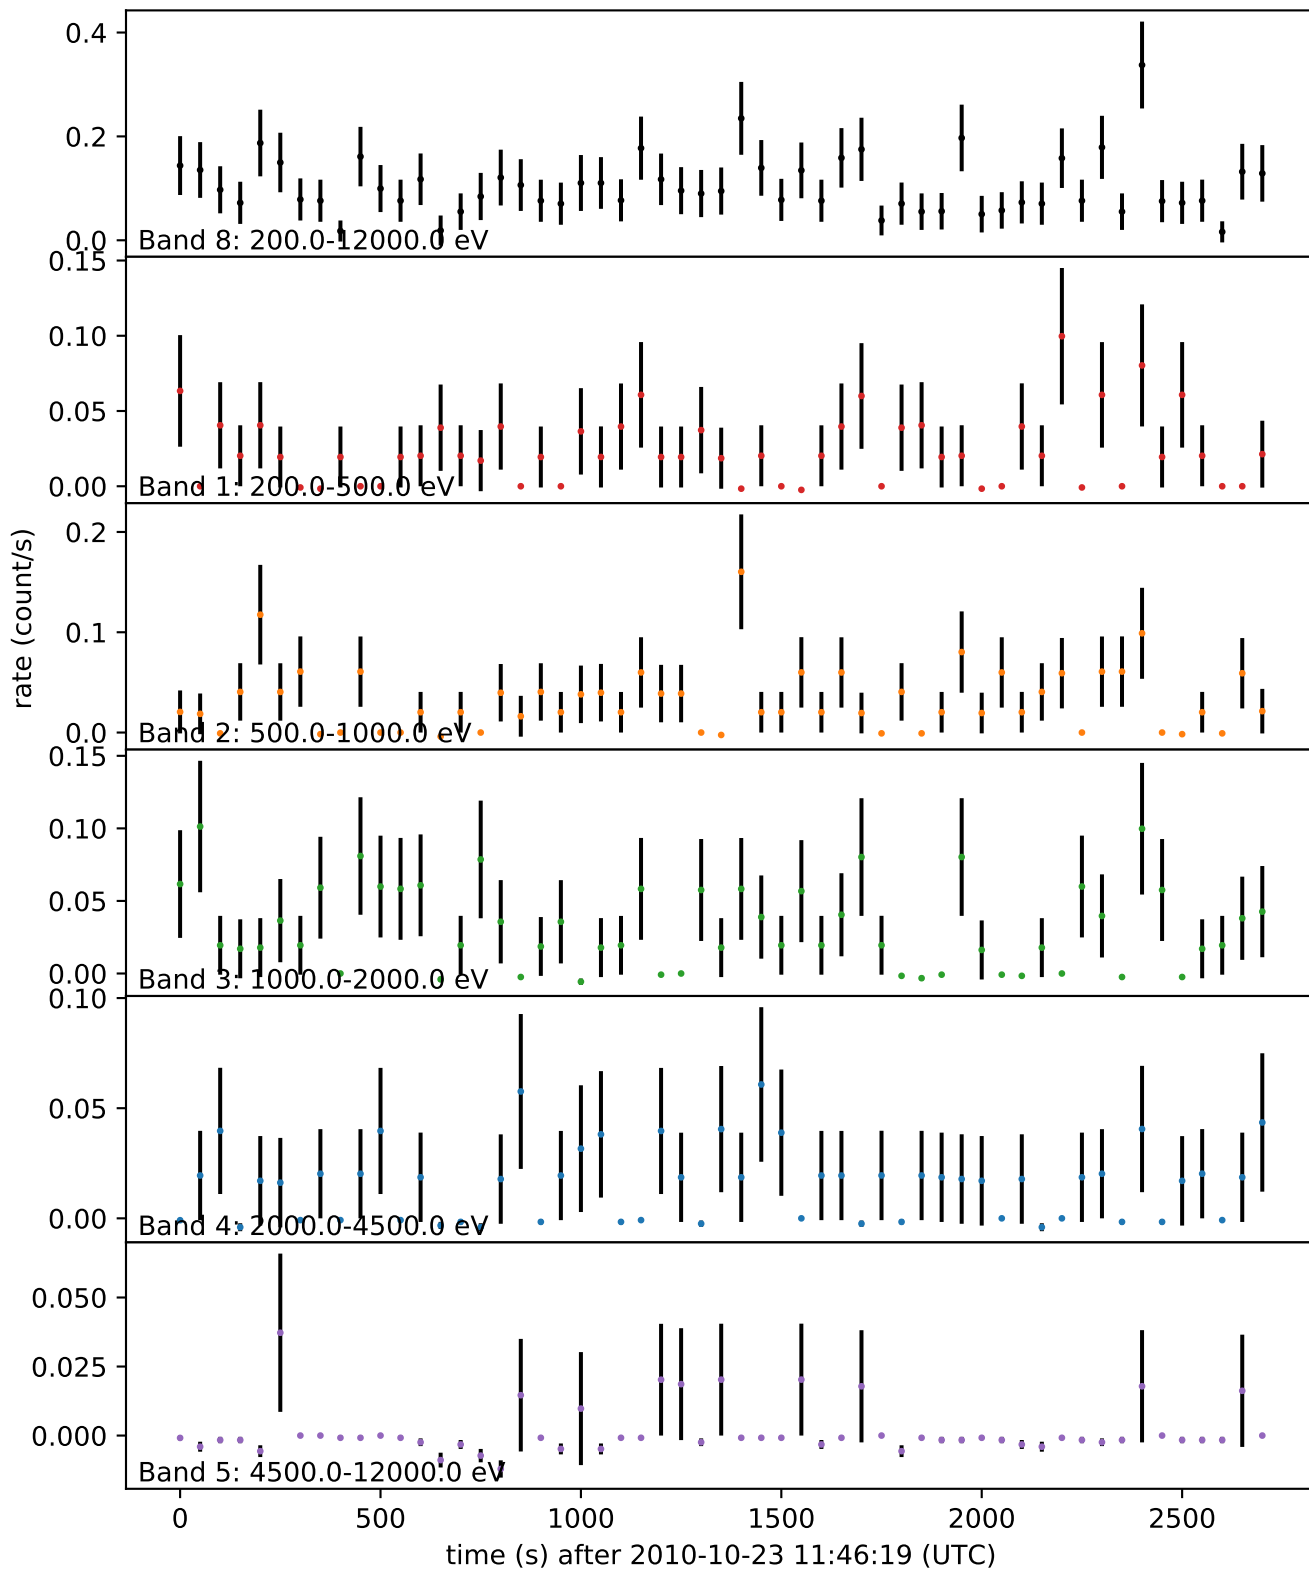 0.4
0.2
0.0
Band 8: 200.0-12000.0 eV
0.15
0.10
0.05
0.00
Band 1: 200.0-500.0 eV
0.2
0.1
0.0
Band 2: 500.0-1000.0 eV
rate (count/s)
0.15
0.10
0.05
0.00
Band 3: 1000.0-2000.0 eV
0.10
0.05
0.00
Band 4: 2000.0-4500.0 eV
0.050
0.025
0.000
Band 5: 4500.0-12000.0 eV
0 500 1000 1500 2000 2500
time (s) after 2010-10-23 11:46:19 (UTC)